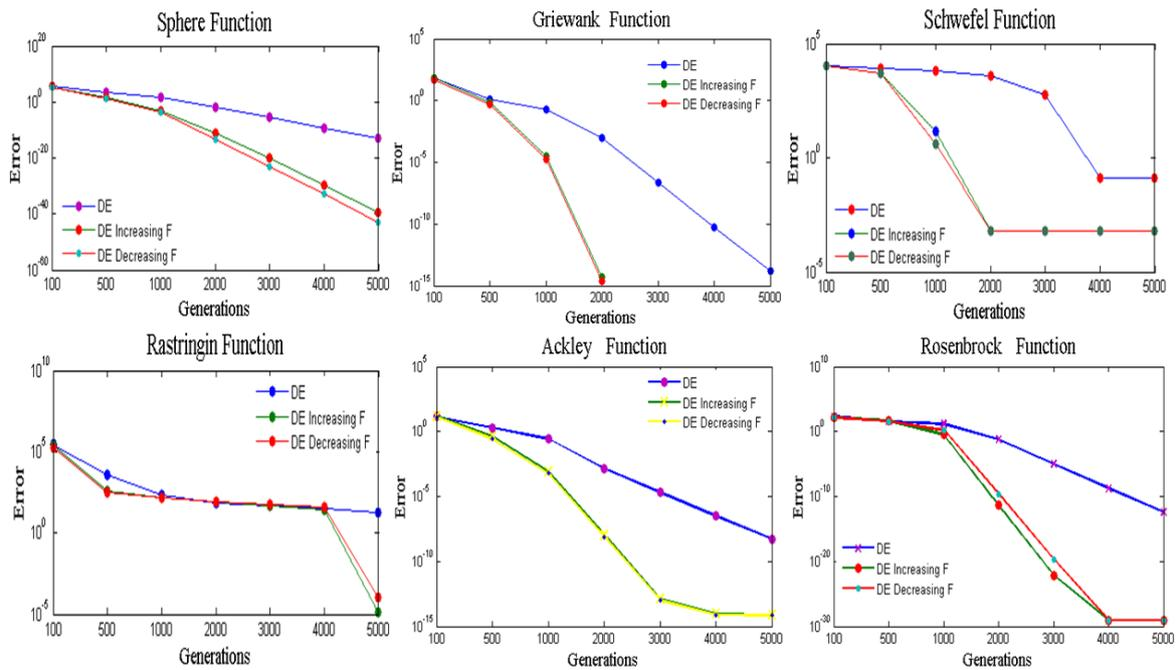 Sphere Function
10^20
10^0
10^-20
10^-40
10^-60
Error
DE
DE Increasing F
DE Decreasing F
100 500 1000 2000 3000 4000 5000
Generations
Griewank Function
10^5
10^0
10^-5
10^-10
10^-15
Error
DE
DE Increasing F
DE Decreasing F
100 500 1000 2000 3000 4000 5000
Generations
Schwefel Function
10^5
10^0
10^-5
Error
DE
DE Increasing F
DE Decreasing F
100 500 1000 2000 3000 4000 5000
Generations
Rastringin Function
10^10
10^5
10^0
10^-5
Error
DE
DE Increasing F
DE Decreasing F
100 500 1000 2000 3000 4000 5000
Generations
Ackley Function
10^5
10^0
10^-5
10^-10
10^-15
Error
DE
DE Increasing F
DE Decreasing F
100 500 1000 2000 3000 4000 5000
Generations
Rosenbrock Function
10^10
10^0
10^-10
10^-20
10^-30
Error
DE
DE Increasing F
DE Decreasing F
100 500 1000 2000 3000 4000 5000
Generations